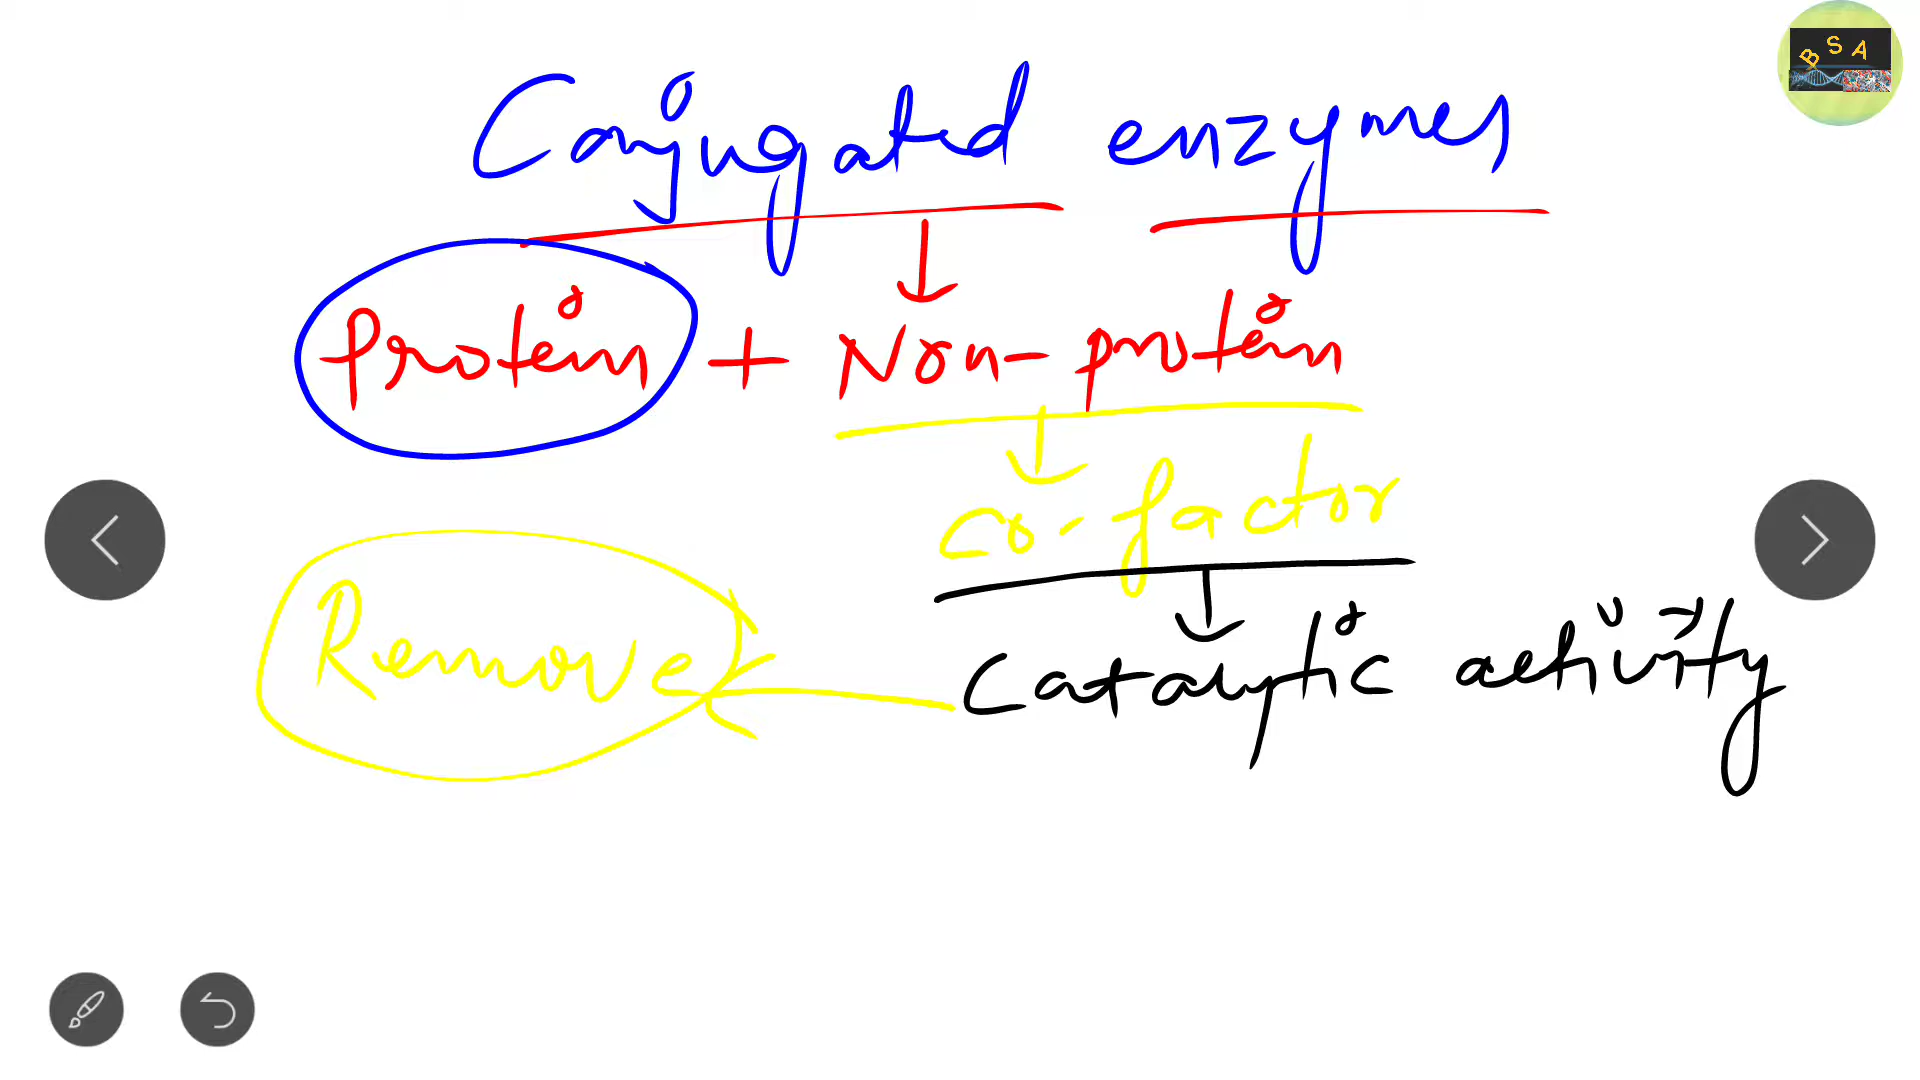 BSA
Conjugated enzymes
Protein + Non-protein
Co-factor
Remove
Catalytic activity